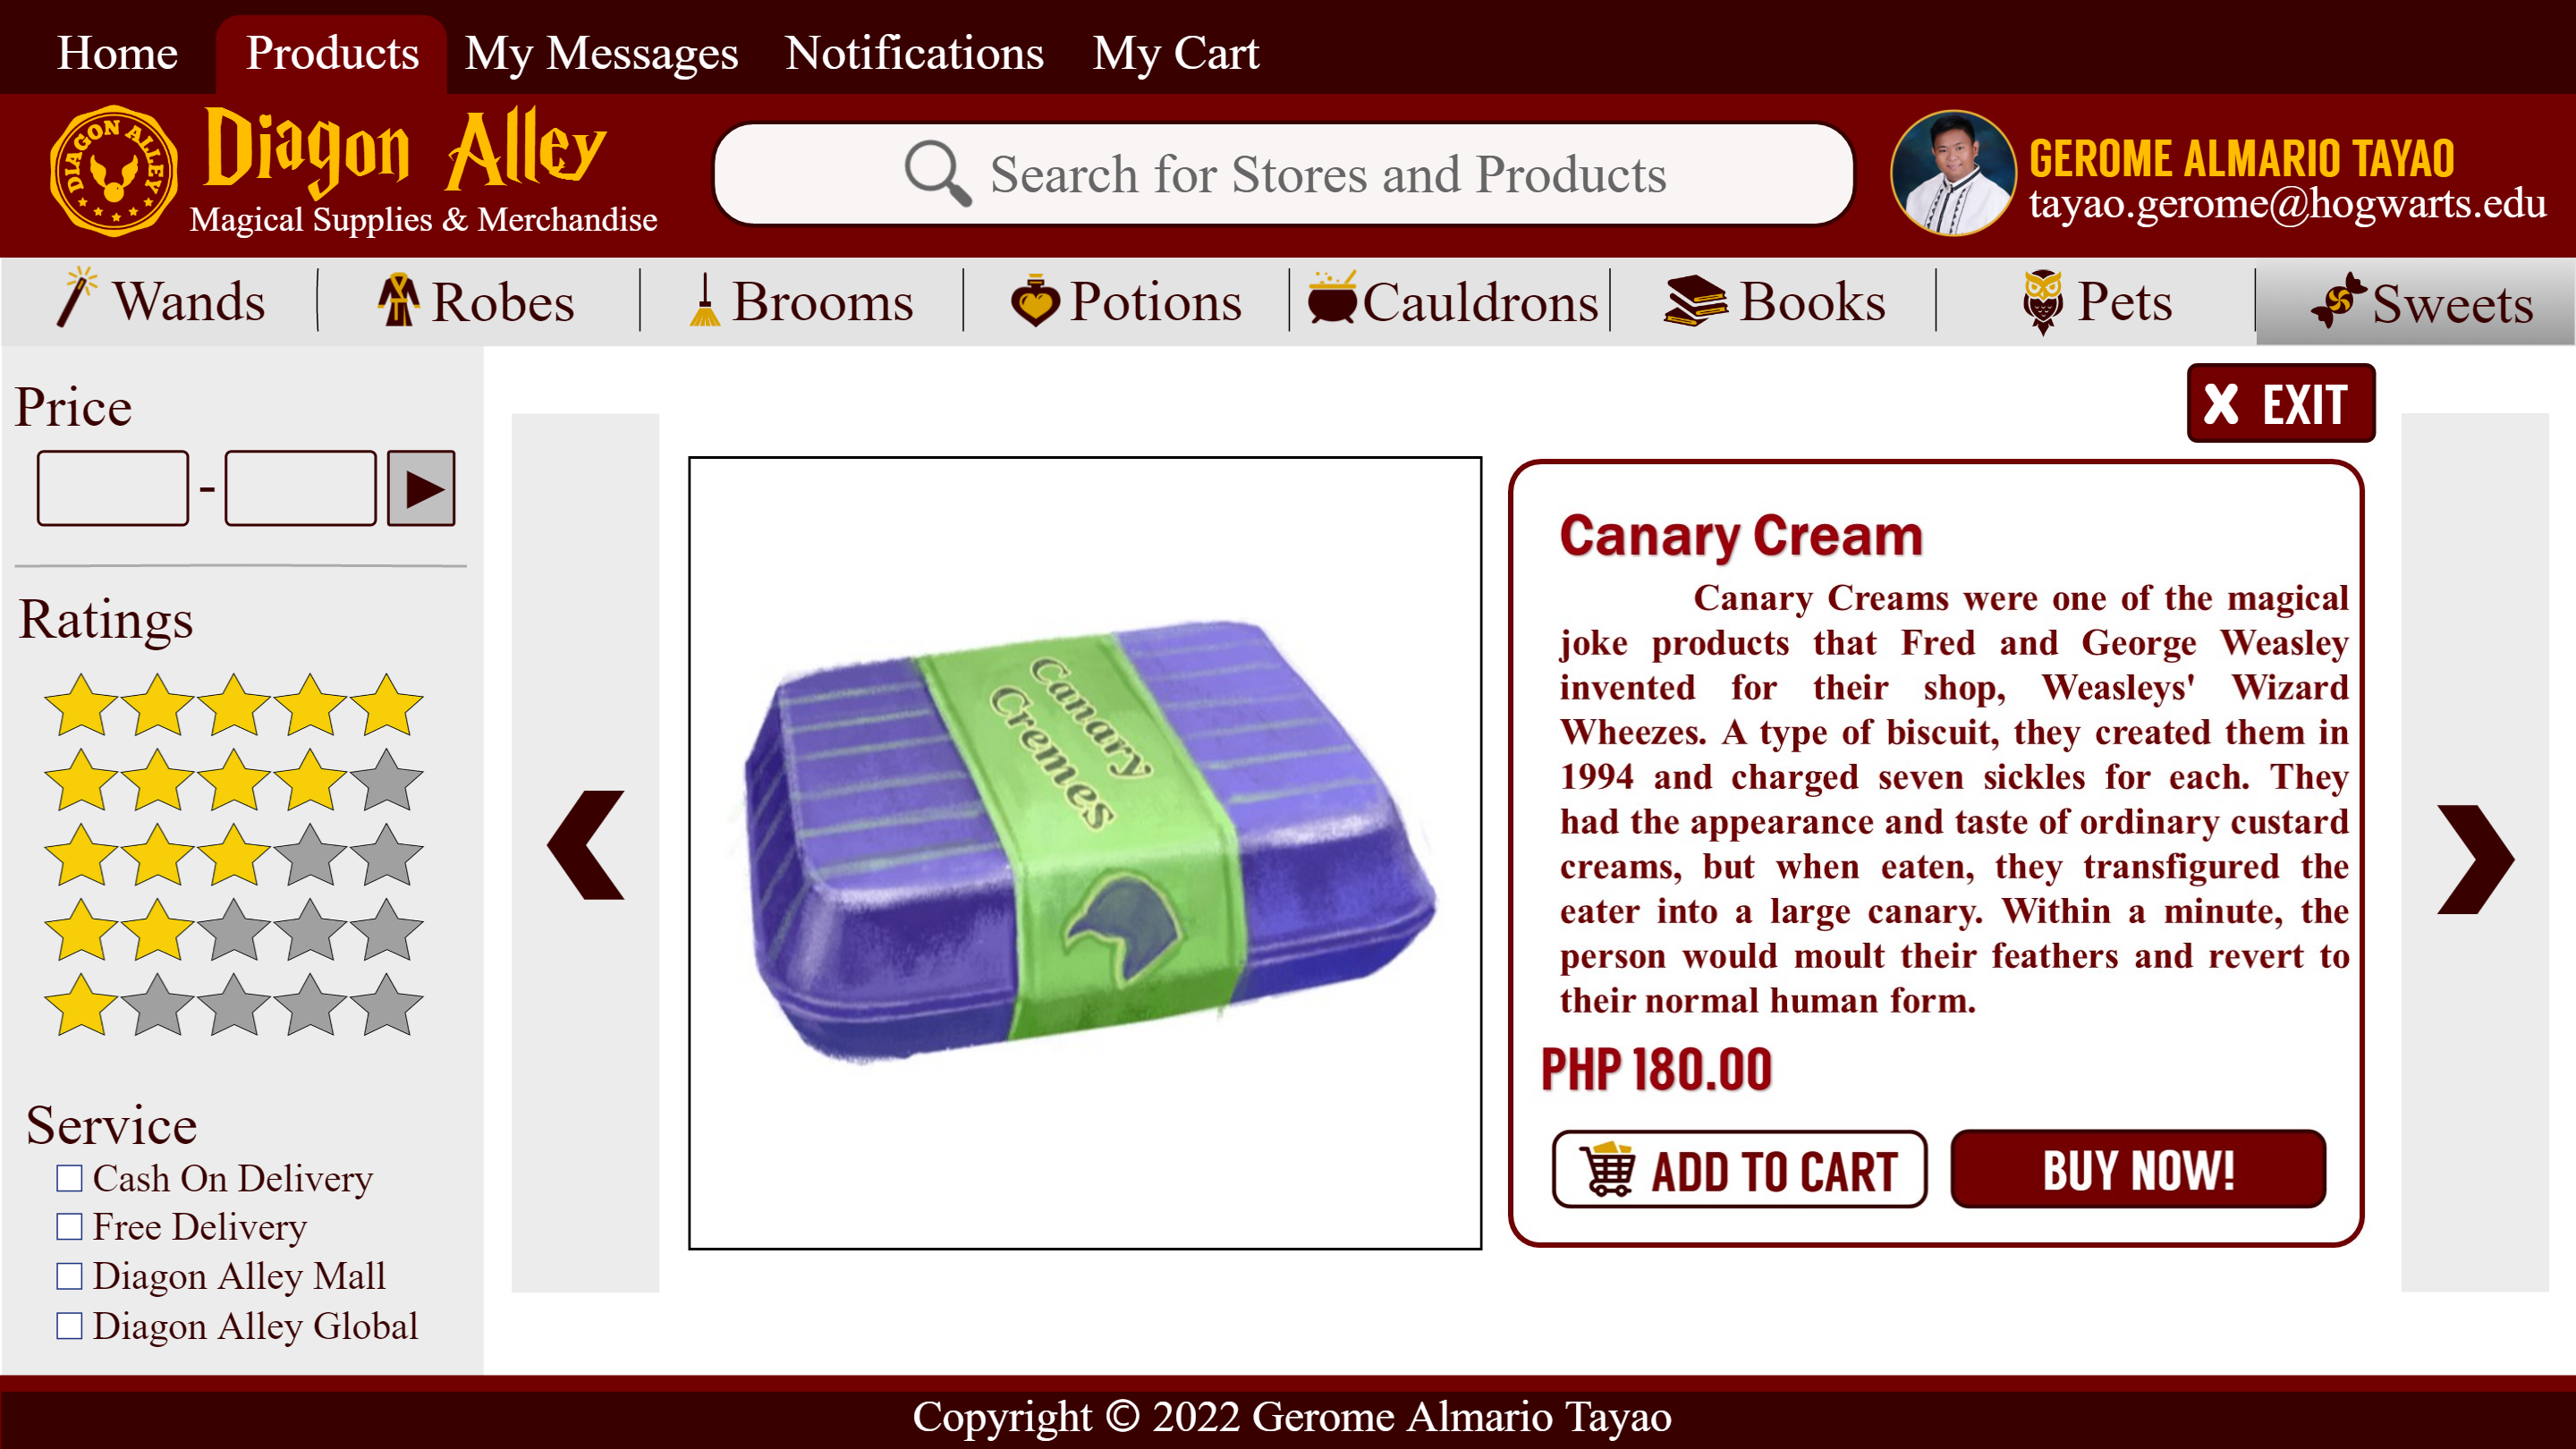 Home Products My Messages Notifications My Cart
DIAGON ALLEY
Diagon Alley
Magical Supplies & Merchandise
Search for Stores and Products
GEROME ALMARIO TAYAO
tayao.gerome@hogwarts.edu
Wands Robes Brooms Potions Cauldrons Books Pets Sweets
Price
-
Ratings
Service
Cash On Delivery
Free Delivery
Diagon Alley Mall
Diagon Alley Global
X EXIT
Canary
Cremes
Canary Cream
Canary Creams were one of the magical
joke products that Fred and George Weasley
invented for their shop, Weasleys' Wizard
Wheezes. A type of biscuit, they created them in
1994 and charged seven sickles for each. They
had the appearance and taste of ordinary custard
creams, but when eaten, they transfigured the
eater into a large canary. Within a minute, the
person would moult their feathers and revert to
their normal human form.
PHP 180.00
ADD TO CART
BUY NOW!
Copyright © 2022 Gerome Almario Tayao